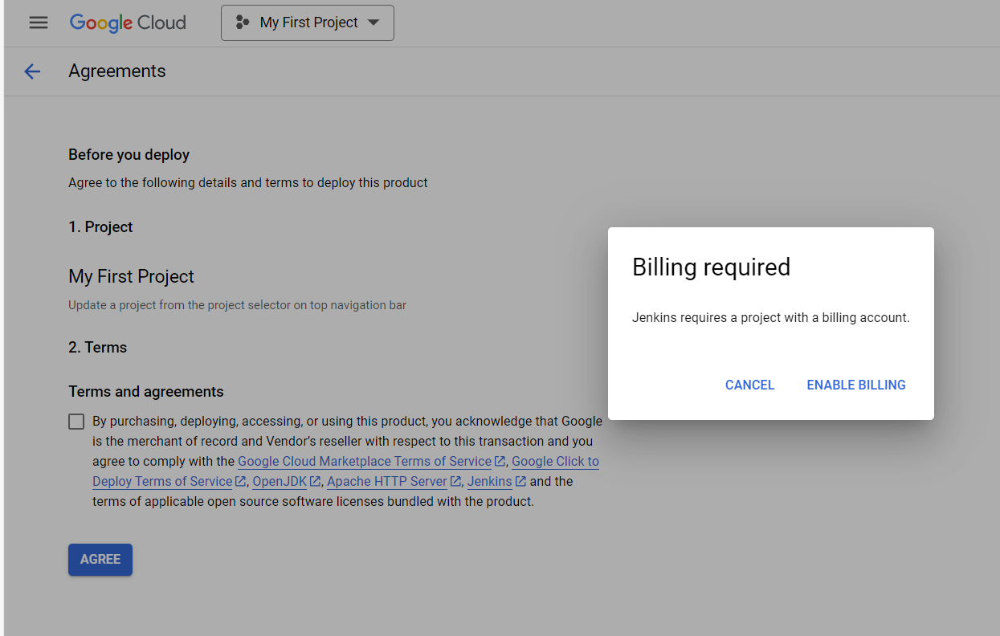 Google Cloud
My First Project
Agreements
Before you deploy
Agree to the following details and terms to deploy this product
1. Project
My First Project
Update a project from the project selector on top navigation bar
2. Terms
Terms and agreements
By purchasing, deploying, accessing, or using this product, you acknowledge that Google
is the merchant of record and Vendor’s reseller with respect to this transaction and you
agree to comply with the Google Cloud Marketplace Terms of Service, Google Click to
Deploy Terms of Service, OpenJDK, Apache HTTP Server, Jenkins and the
terms of applicable open source software licenses bundled with the product.
AGREE
Billing required
Jenkins requires a project with a billing account.
CANCEL ENABLE BILLING